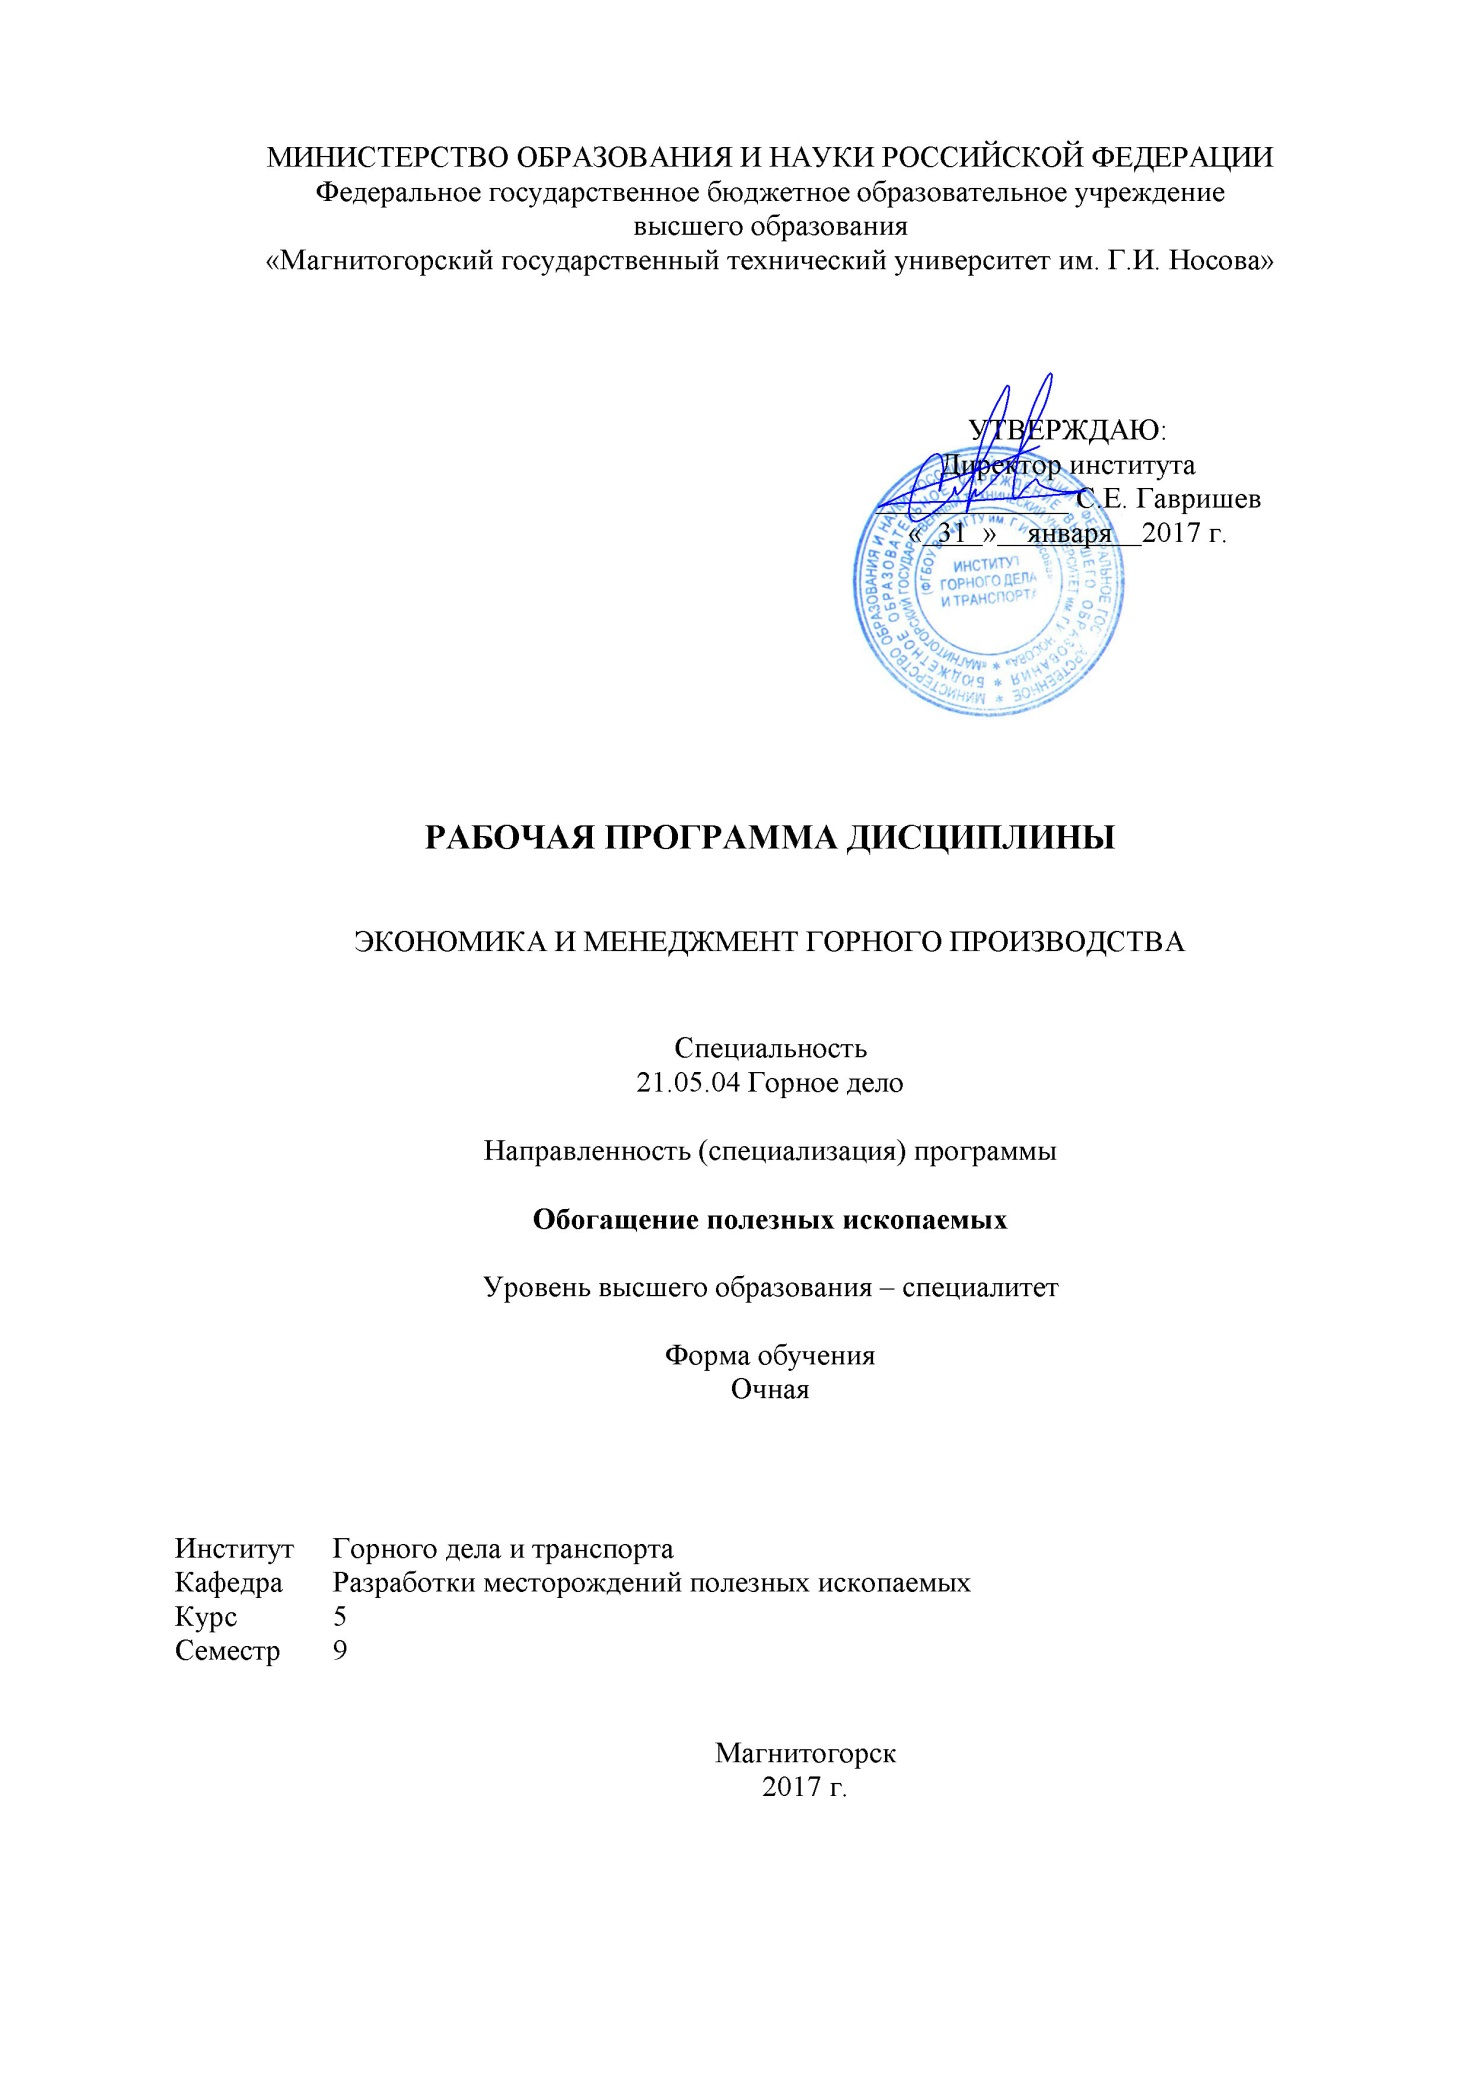 МИНИСТЕРСТВО ОБРАЗОВАНИЯ И НАУКИ РОССИЙСКОЙ ФЕДЕРАЦИИ
Федеральное государственное бюджетное образовательное учреждение
высшего образования
«Магнитогорский государственный технический университет им. Г.И. Носова»
УТВЕРЖДАЮ:
Директор института
С.Е. Гавришев
«__31__»__января__2017 г.
ИНСТИТУТ
ГОРНОГО ДЕЛА
И ТРАНСПОРТА
РАБОЧАЯ ПРОГРАММА ДИСЦИПЛИНЫ
ЭКОНОМИКА И МЕНЕДЖМЕНТ ГОРНОГО ПРОИЗВОДСТВА
Специальность
21.05.04 Горное дело
Направленность (специализация) программы
Обогащение полезных ископаемых
Уровень высшего образования – специалитет
Форма обучения
Очная
Институт Горного дела и транспорта
Кафедра Разработки месторождений полезных ископаемых
Курс 5
Семестр 9
Магнитогорск
2017 г.